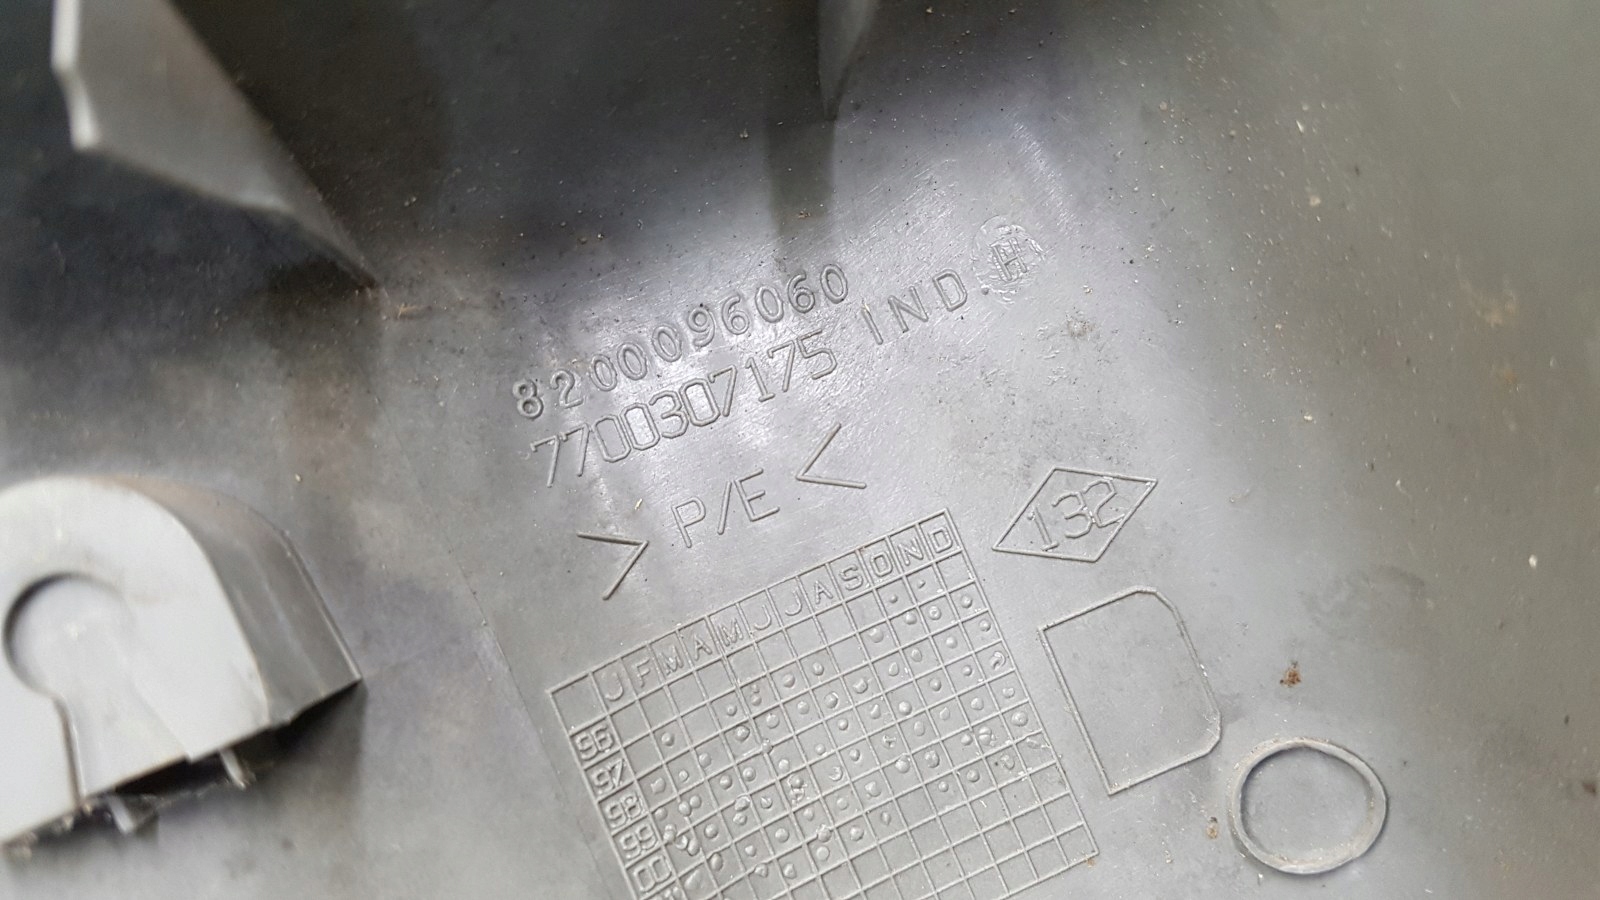 8200096060
7700307175 IND H
>P/E<
132
J F M A M J J A S O N D
96
97
98
99
00